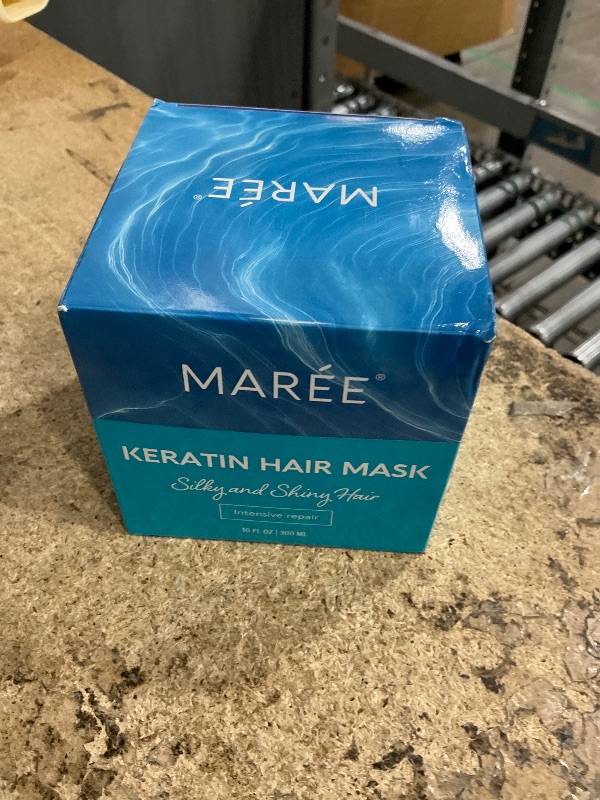 MARÉE®
MARÉE®
KERATIN HAIR MASK
Silky and Shiny Hair
Intensive repair
10 FL OZ | 300 ML